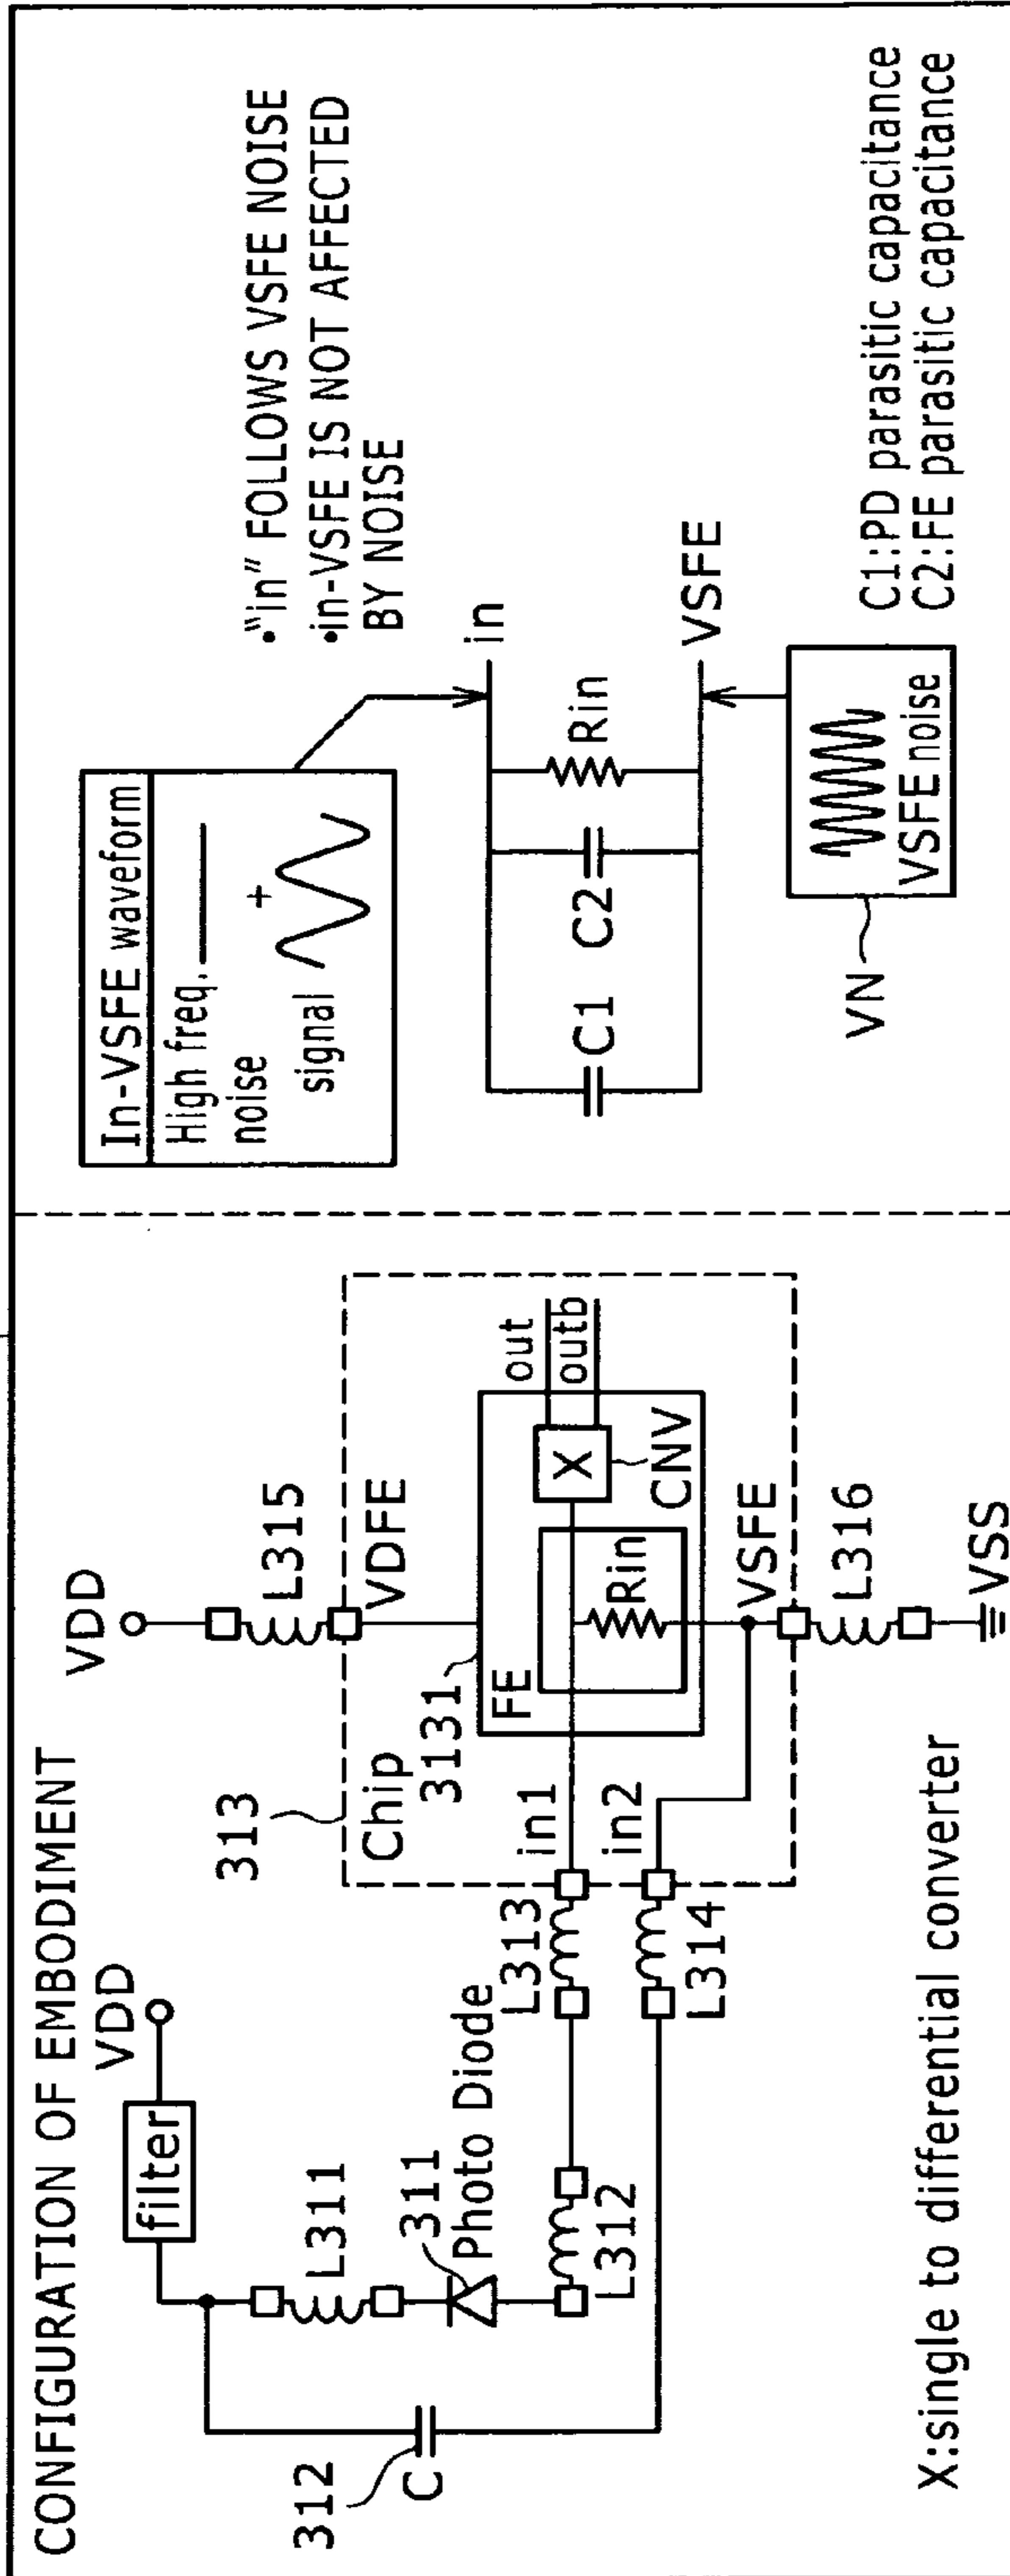 CONFIGURATION OF EMBODIMENT
VDD
filter
L311
311
Photo Diode
312
C
L312
L313
L314
in1
in2
313
Chip
3131
VDD
L315
VDFE
FE
Rin
X
CNV
out
outb
VSFE
L316
VSS
X:single to differential converter
In-VSFE waveform
High freq.
noise
+
signal
•"in" FOLLOWS VSFE NOISE
•in-VSFE IS NOT AFFECTED
BY NOISE
in
C1
C2
Rin
VSFE
VN
VSFE noise
C1:PD parasitic capacitance
C2:FE parasitic capacitance